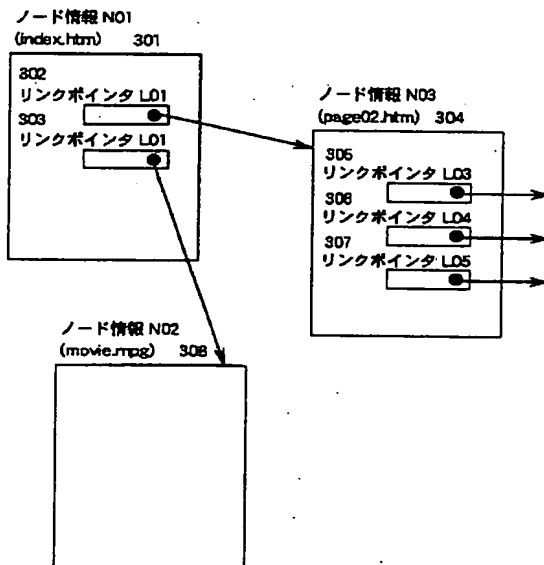 ノード情報 N01
(index.htm) 301
302
リンクポインタ L01
303
リンクポインタ L01
ノード情報 N03
(page02.htm) 304
305
リンクポインタ L03
306
リンクポインタ L04
307
リンクポインタ L05
ノード情報 N02
(movie.mpg) 308